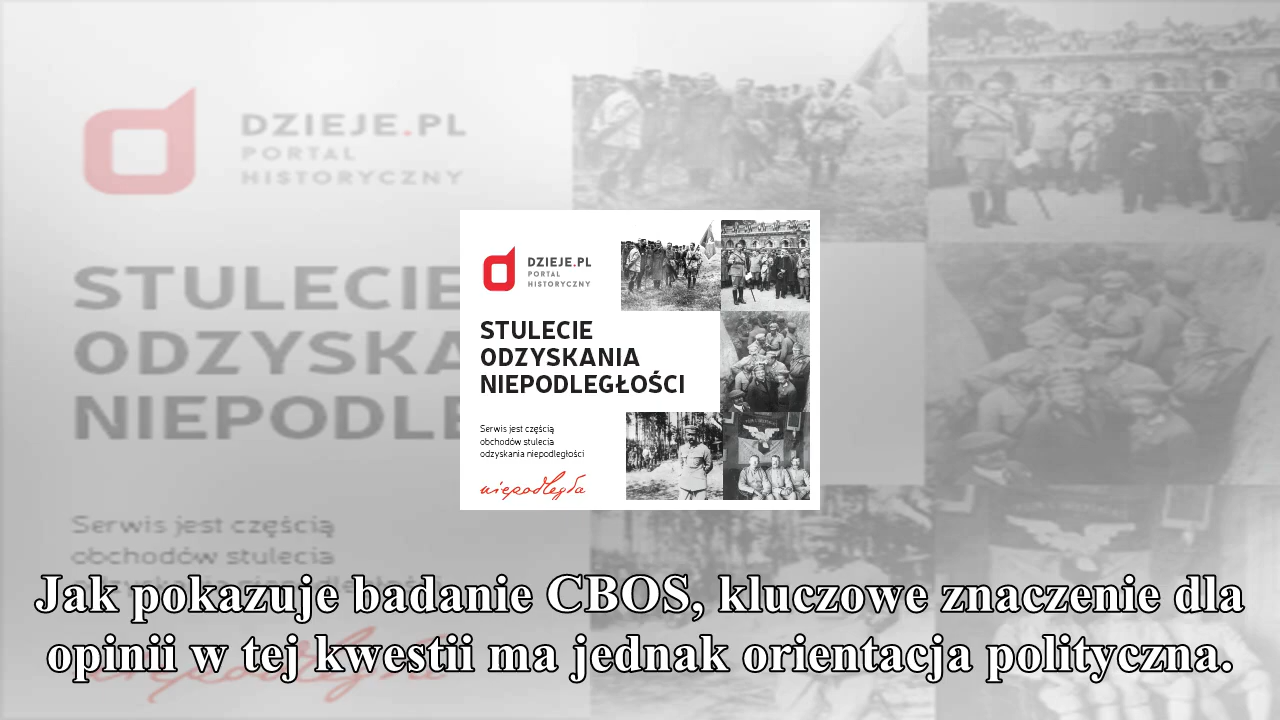 DZIEJE.PL
PORTAL
HISTORYCZNY
STULECIE
ODZYSKA
NIEPODLE
Serwis jest częścią
obchodów stulecia
DZIEJE.PL
PORTAL
HISTORYCZNY
STULECIE
ODZYSKANIA
NIEPODLEGŁOŚCI
Serwis jest częścią
obchodów stulecia
odzyskania niepodległości
niepodległa
Jak pokazuje badanie CBOS, kluczowe znaczenie dla
opinii w tej kwestii ma jednak orientacja polityczna.